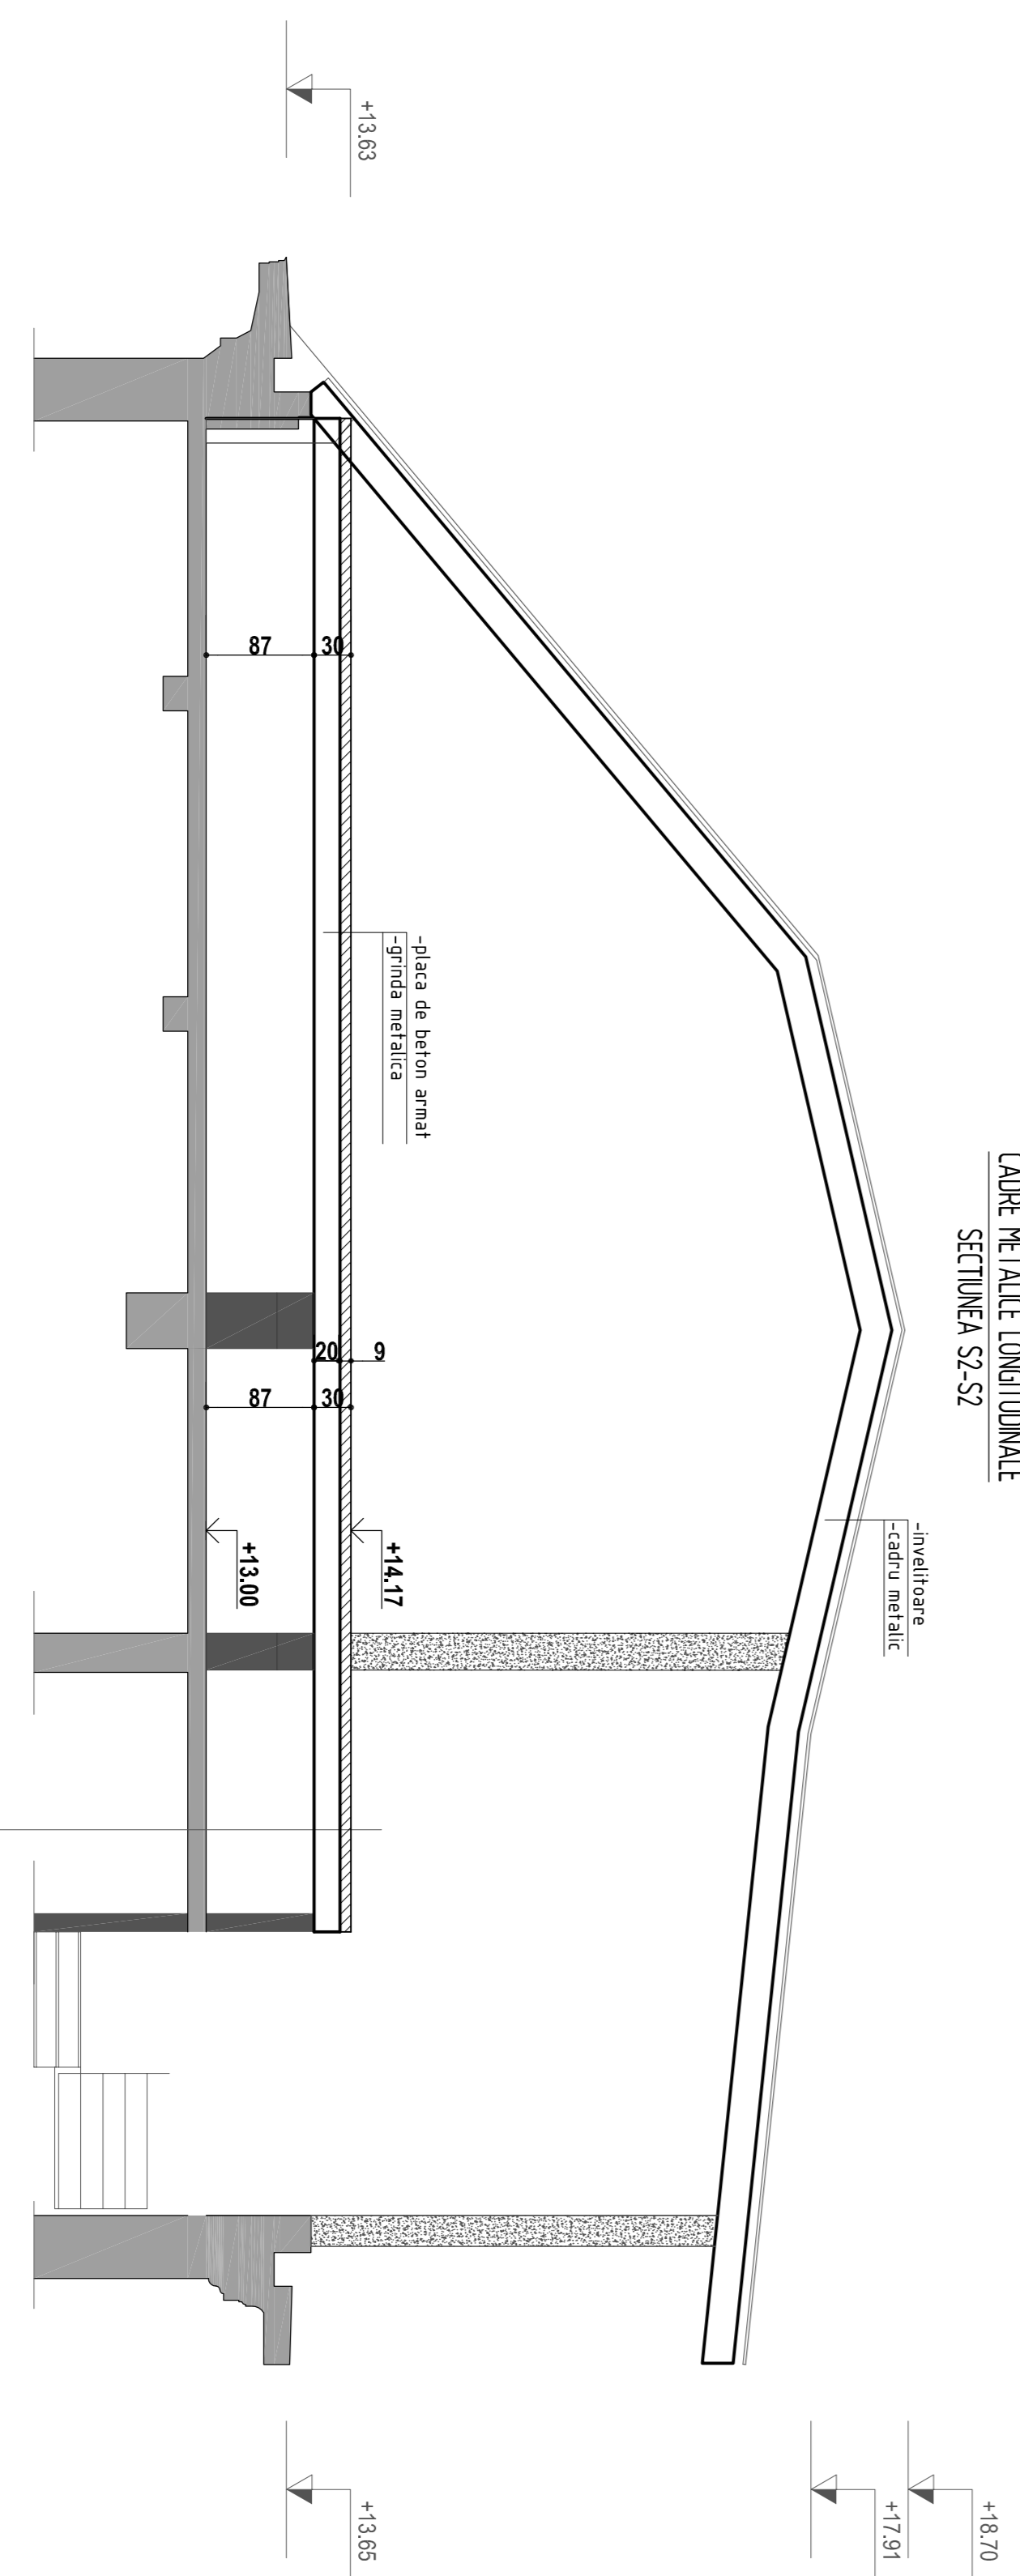 CADRE METALICE LONGITUDINALE
SECTIUNEA S2-S2
+18.70
+17.91
-invelitoare
-cadru metalic
-placa de beton armat
-grinda metalica
+13.63
+14.17
+13.00
+13.65
87
30
20
9
87
30